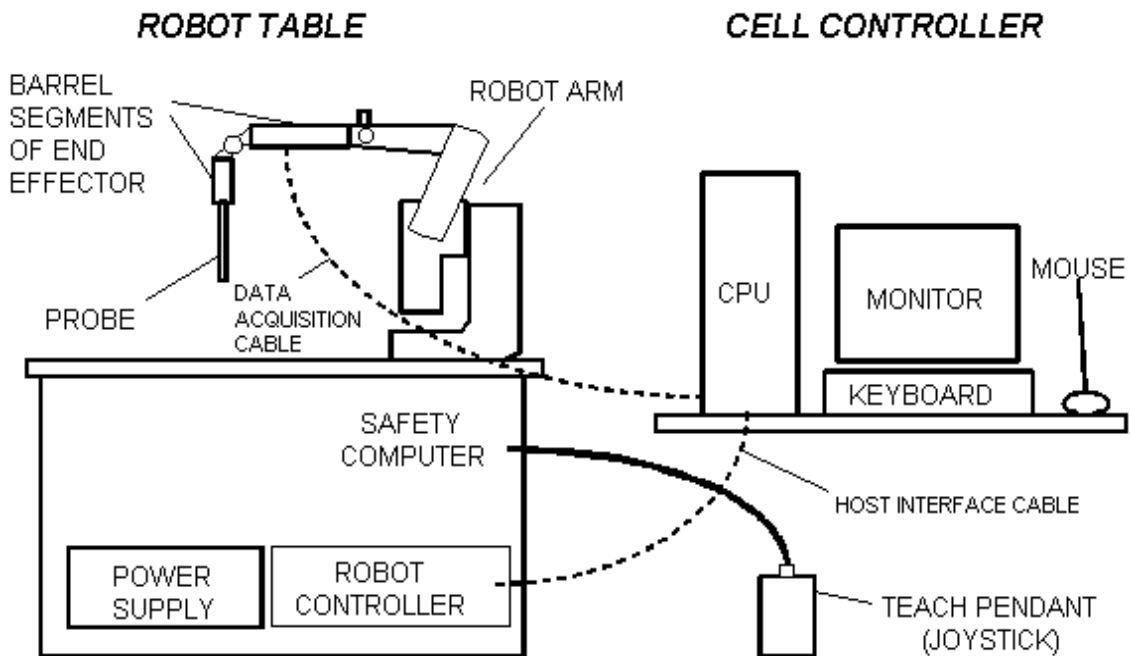 ROBOT TABLE
CELL CONTROLLER
BARREL
SEGMENTS
OF END
EFFECTOR
ROBOT ARM
PROBE
DATA
ACQUISITION
CABLE
CPU
MONITOR
MOUSE
KEYBOARD
SAFETY
COMPUTER
HOST INTERFACE CABLE
POWER
SUPPLY
ROBOT
CONTROLLER
TEACH PENDANT
(JOYSTICK)